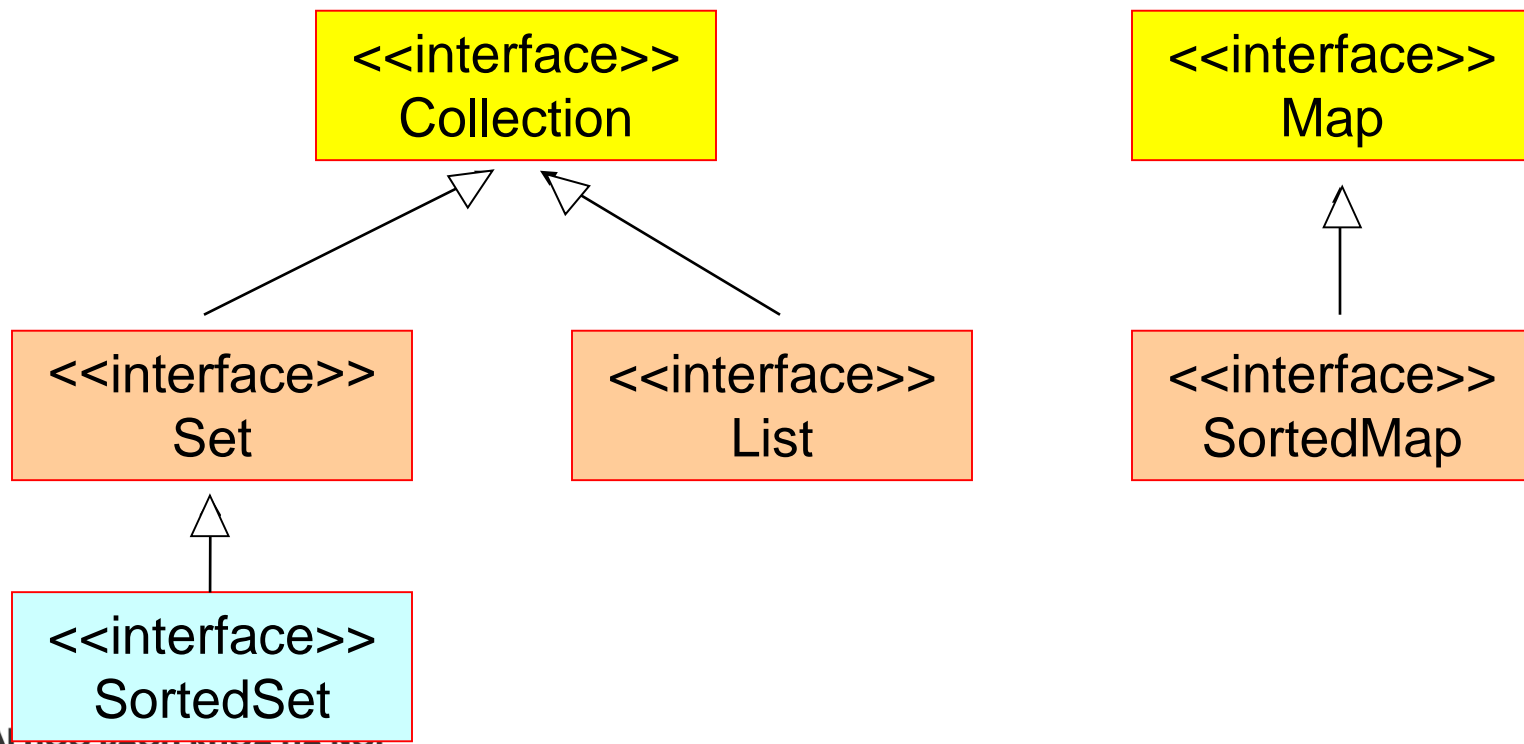 <<interface>>
Collection
<<interface>>
Map
<<interface>>
Set
<<interface>>
List
<<interface>>
SortedMap
<<interface>>
SortedSet